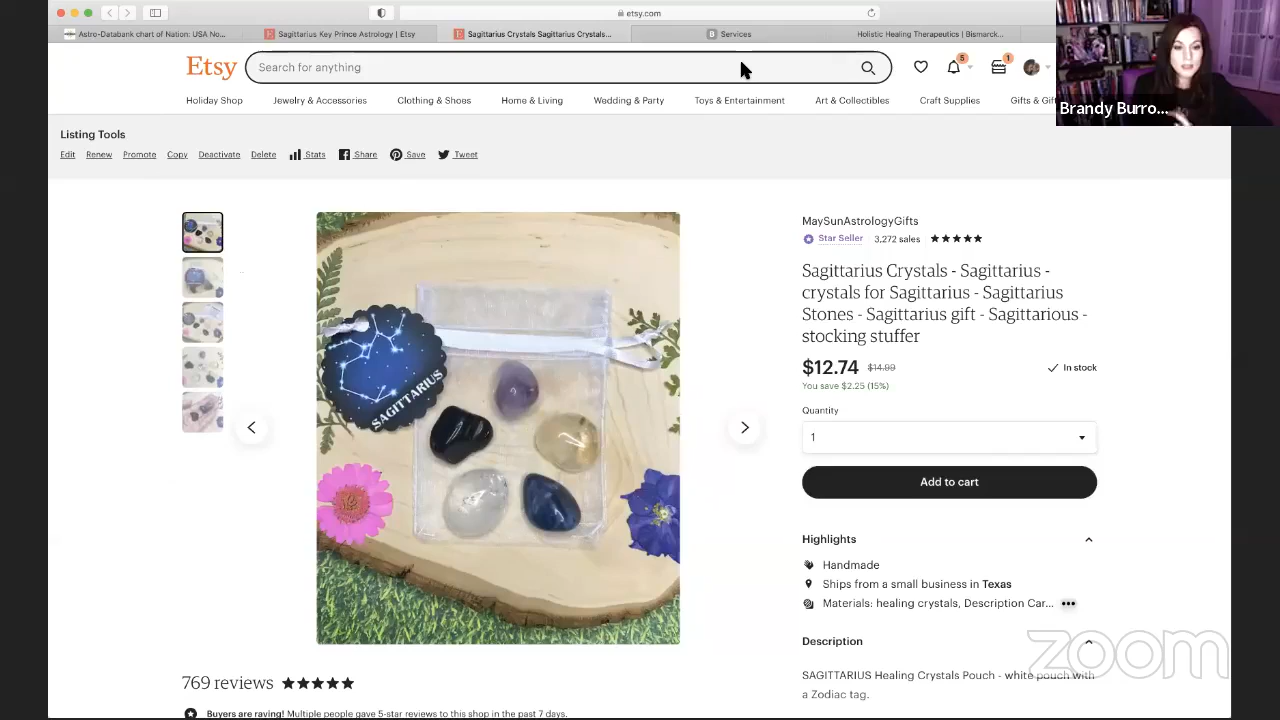 etsy.com
Astro-Databank chart of Nation: USA No...
Sagittarius Key Prince Astrology | Etsy
Sagittarius Crystals Sagittarius Crystals...
Services
Holistic Healing Therapeutics | Bismarck...
Etsy
Search for anything
5
1
Brandy Burro...
Holiday Shop
Jewelry & Accessories
Clothing & Shoes
Home & Living
Wedding & Party
Toys & Entertainment
Art & Collectibles
Craft Supplies
Gifts & Gif
Listing Tools
Edit
Renew
Promote
Copy
Deactivate
Delete
Stats
Share
Save
Tweet
MaySunAstrologyGifts
Star Seller
3,272 sales
Sagittarius Crystals - Sagittarius -
crystals for Sagittarius - Sagittarius
Stones - Sagittarius gift - Sagittarious -
stocking stuffer
$12.74 $14.99
In stock
You save $2.25 (15%)
Quantity
1
Add to cart
SAGITTARIUS
Highlights
Handmade
Ships from a small business in Texas
Materials: healing crystals, Description Car...
Description
SAGITTARIUS Healing Crystals Pouch - white pouch with
a Zodiac tag.
769 reviews
Buyers are raving! Multiple people gave 5-star reviews to this shop in the past 7 days.
zoom